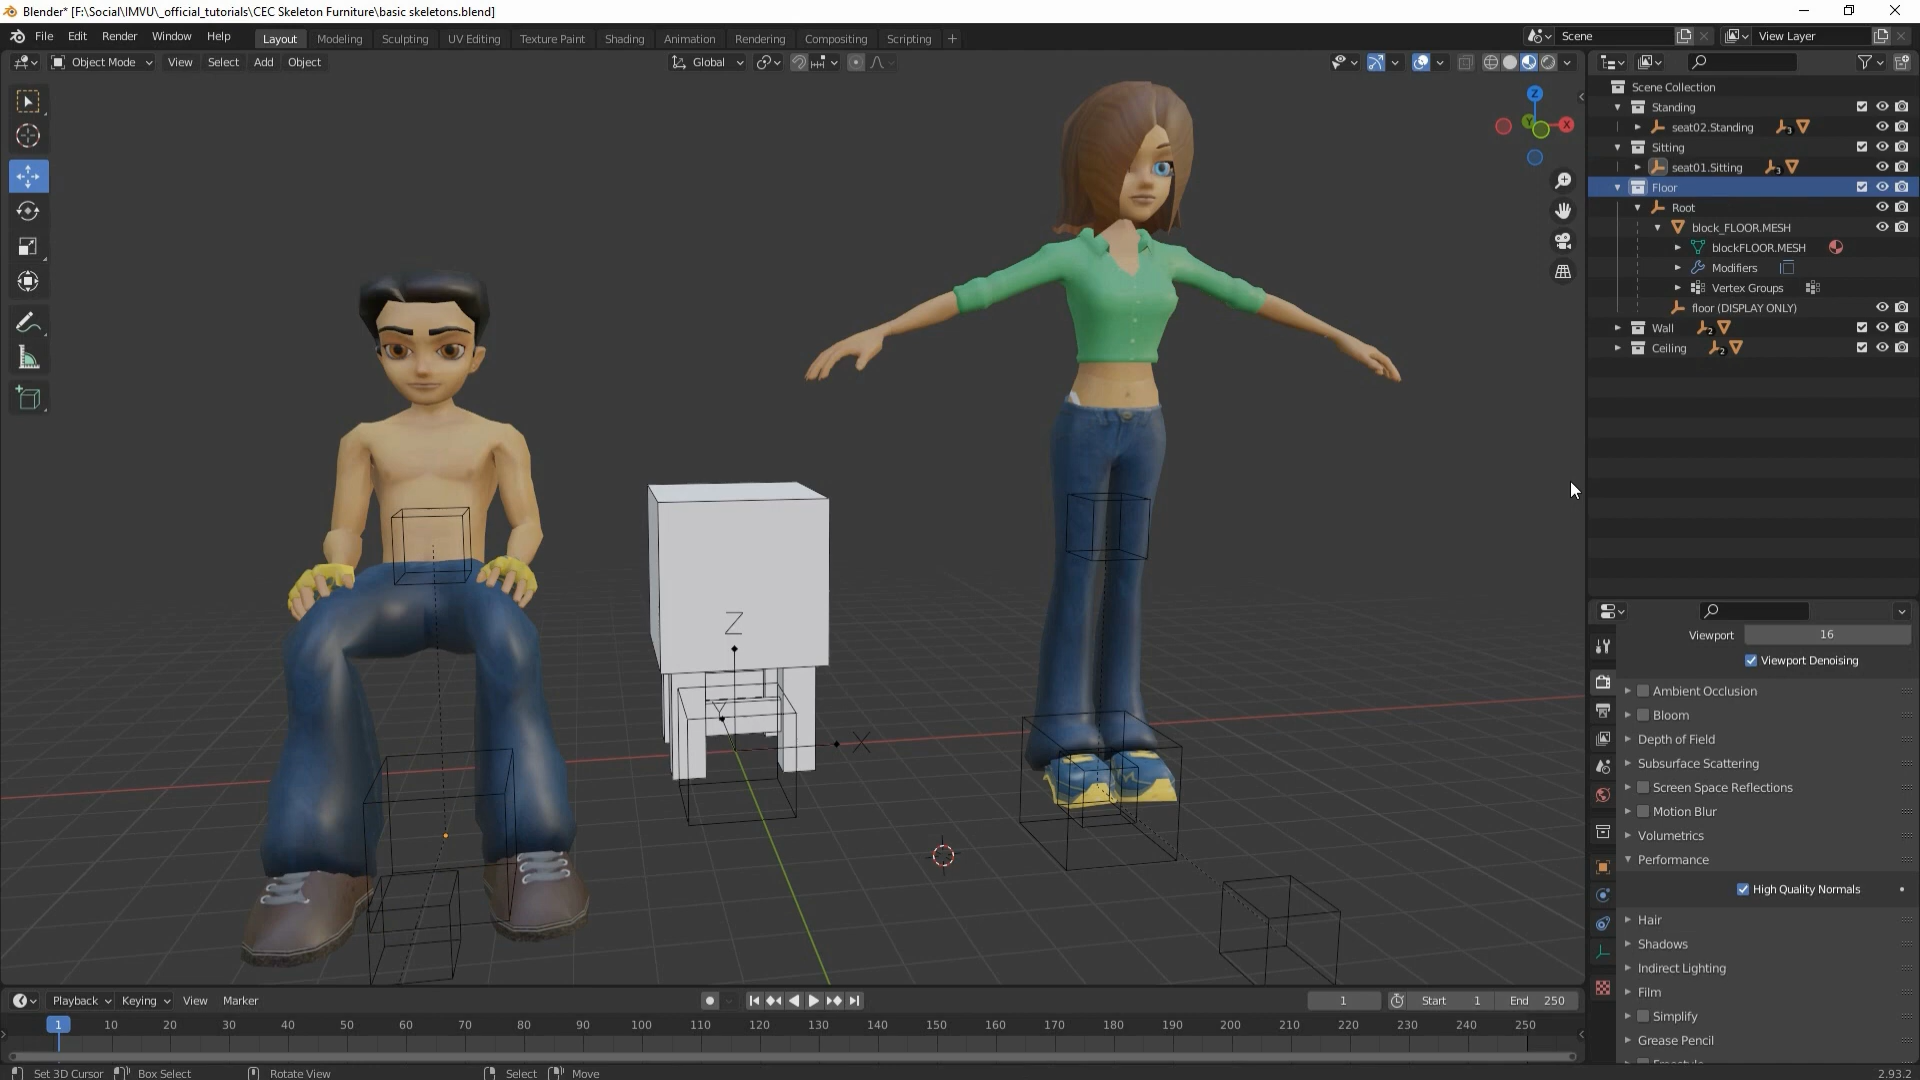 Blender* [F:\Social\IMVU\_official_tutorials\CEC Skeleton Furniture\basic skeletons.blend]
File Edit Render Window Help
Layout Modeling Sculpting UV Editing Texture Paint Shading Animation Rendering Compositing Scripting +
Scene View Layer
Object Mode View Select Add Object Global
Scene Collection
Standing
seat02.Standing 3
Sitting
seat01.Sitting 3
Floor
Root
block_FLOOR.MESH
blockFLOOR.MESH
Modifiers
Vertex Groups
floor (DISPLAY ONLY)
Wall 2
Ceiling 2
Z
Y
X
Z
Y
X
Viewport 16
Viewport Denoising
Ambient Occlusion
Bloom
Depth of Field
Subsurface Scattering
Screen Space Reflections
Motion Blur
Volumetrics
Performance
High Quality Normals
Hair
Shadows
Indirect Lighting
Film
Simplify
Grease Pencil
Playback Keying View Marker
1 Start 1 End 250
1 10 20 30 40 50 60 70 80 90 100 110 120 130 140 150 160 170 180 190 200 210 220 230 240 250
Set 3D Cursor Box Select Rotate View Select Move
2.93.2